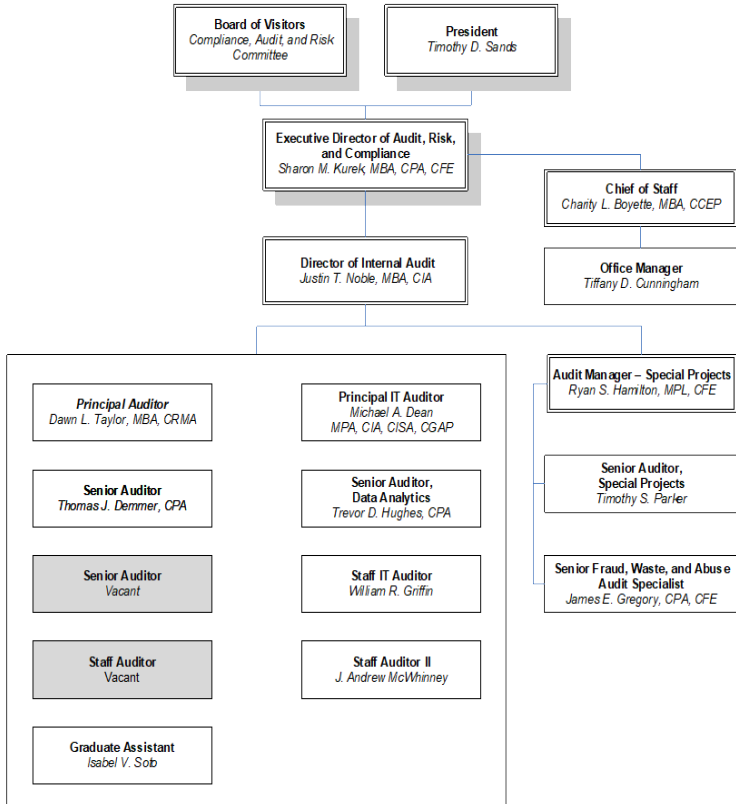 Board of Visitors
Compliance, Audit, and Risk
Committee
President
Timothy D. Sands
Executive Director of Audit, Risk,
and Compliance
Sharon M. Kurek, MBA, CPA, CFE
Chief of Staff
Charity L. Boyette, MBA, CCEP
Director of Internal Audit
Justin T. Noble, MBA, CIA
Office Manager
Tiffany D. Cunningham
Principal Auditor
Dawn L. Taylor, MBA, CRMA
Principal IT Auditor
Michael A. Dean
MPA, CIA, CISA, CGAP
Audit Manager – Special Projects
Ryan S. Hamilton, MPL, CFE
Senior Auditor
Thomas J. Demmer, CPA
Senior Auditor,
Data Analytics
Trevor D. Hughes, CPA
Senior Auditor,
Special Projects
Timothy S. Parker
Senior Auditor
Vacant
Staff IT Auditor
William R. Griffin
Senior Fraud, Waste, and Abuse
Audit Specialist
James E. Gregory, CPA, CFE
Staff Auditor
Vacant
Staff Auditor II
J. Andrew McWhinney
Graduate Assistant
Isabel V. Soto